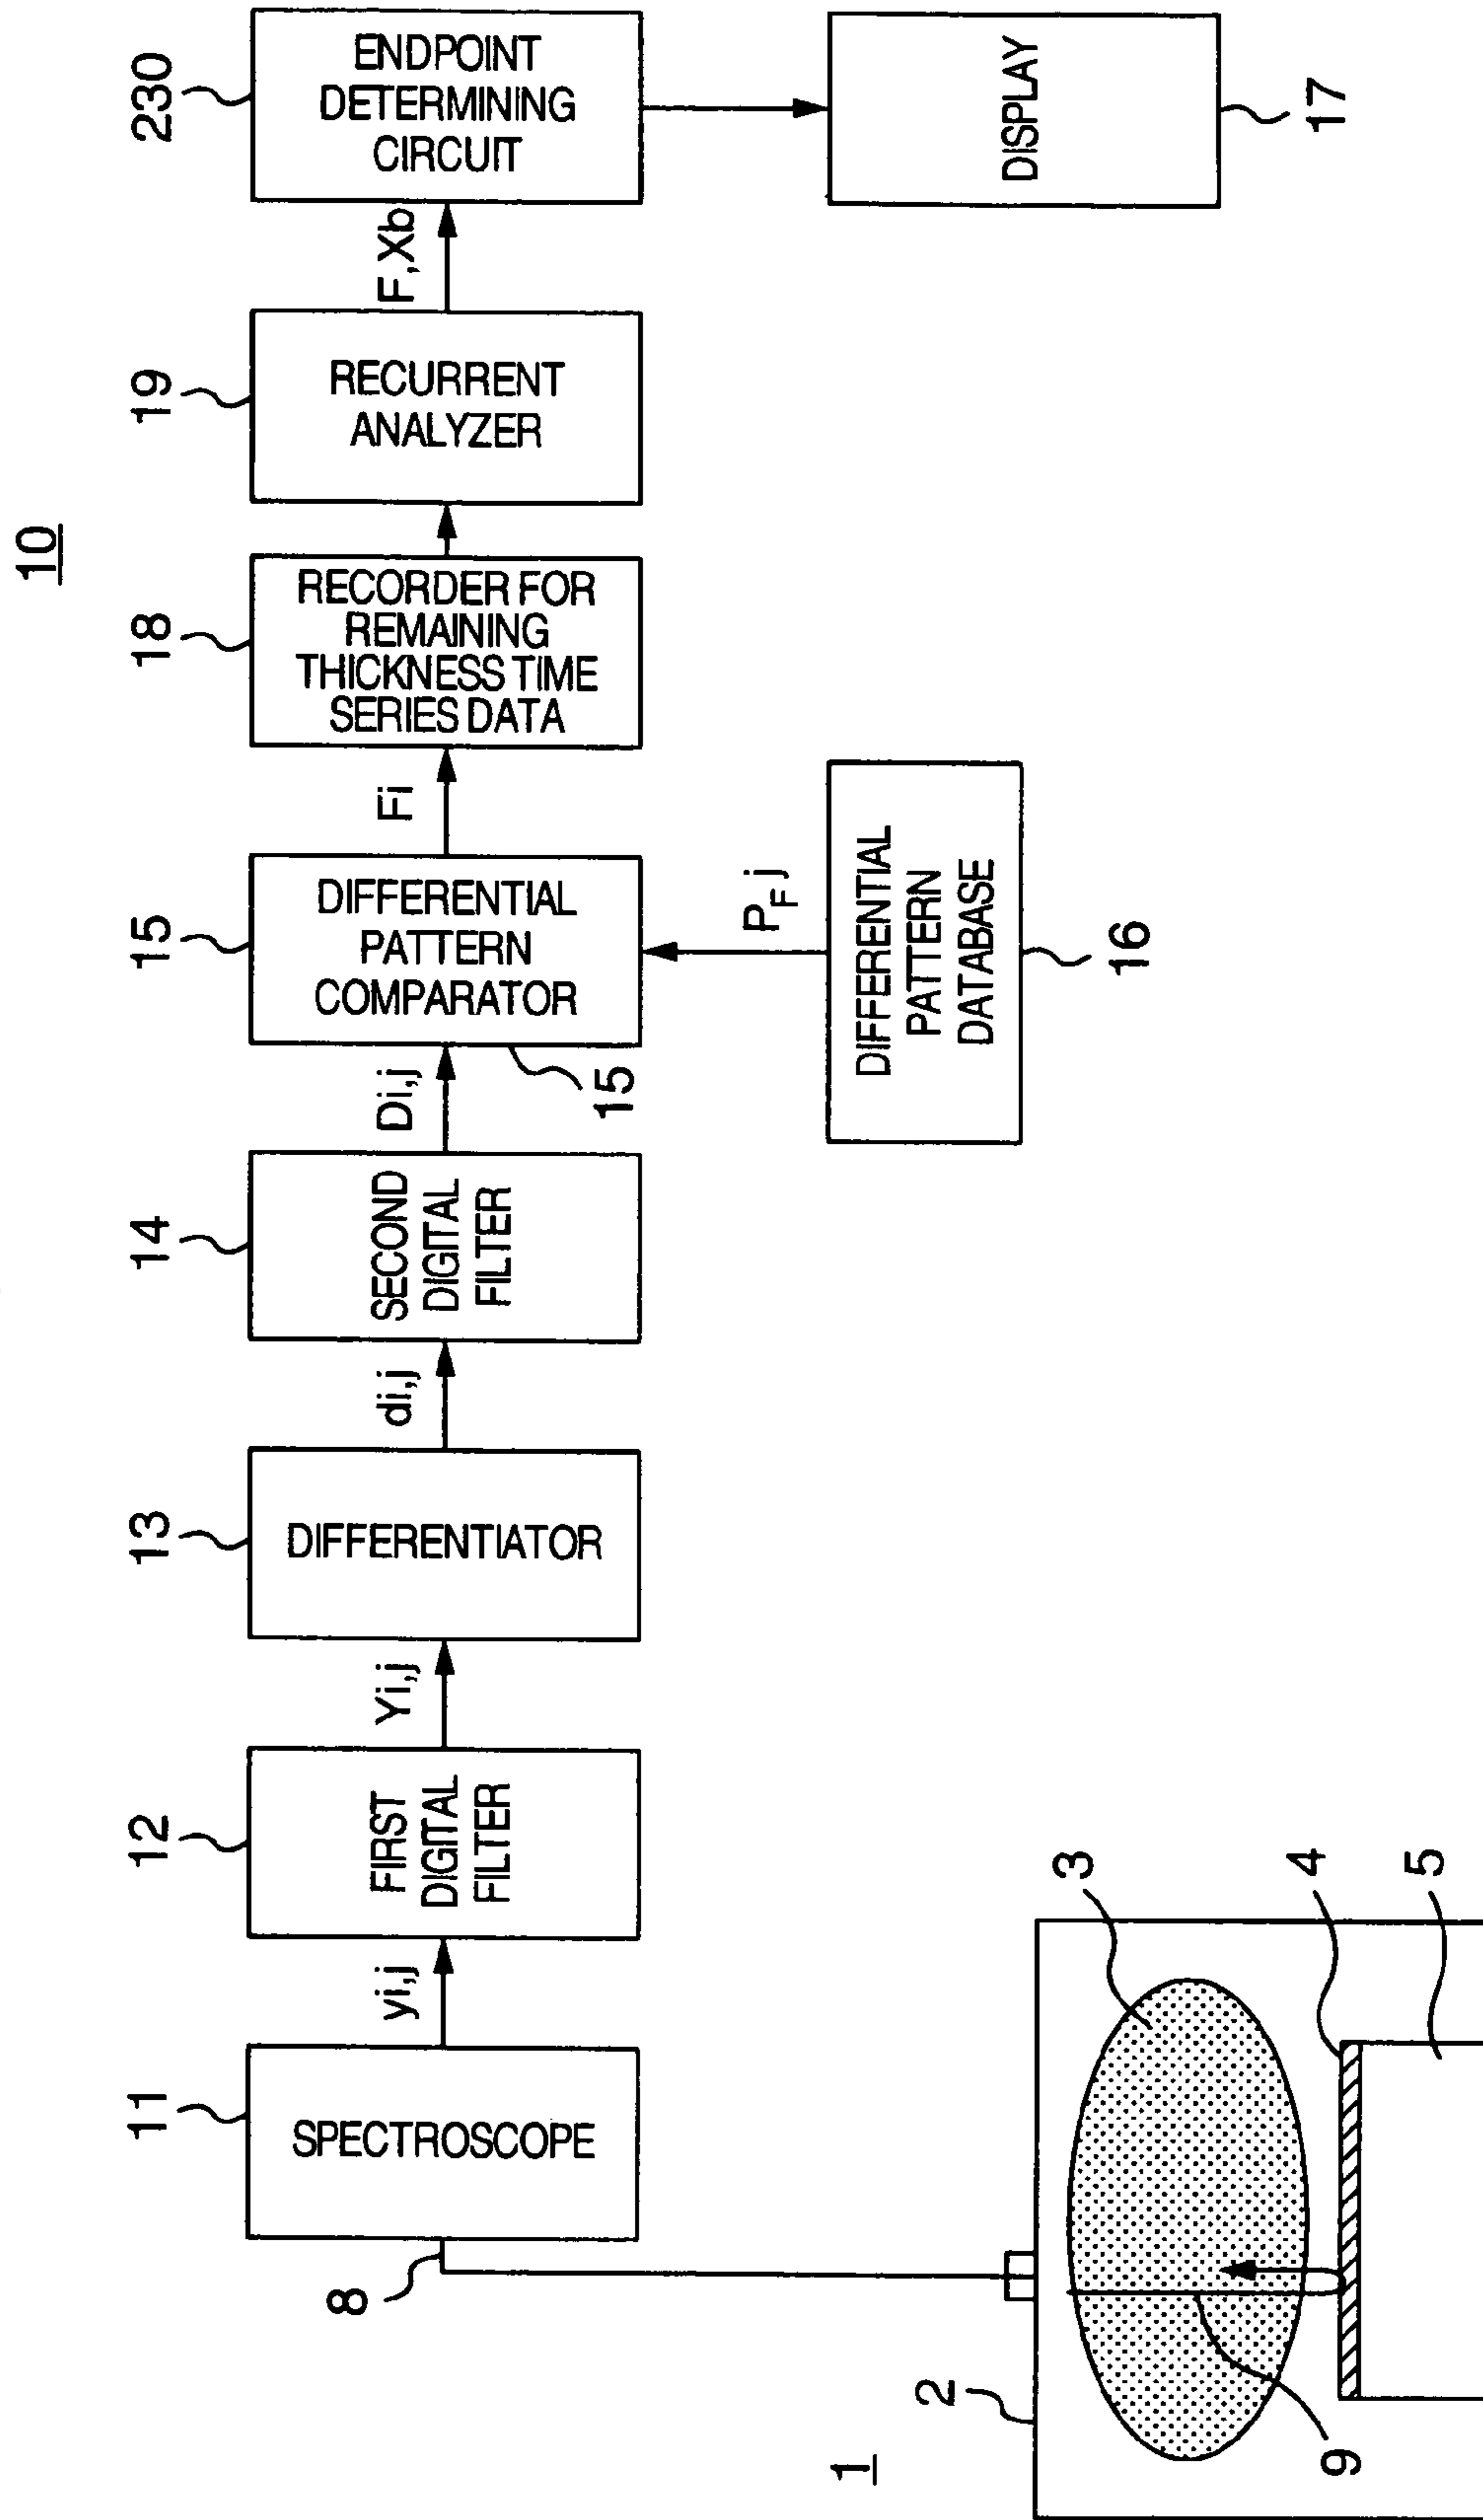 10
11
12
13
14
15
18
19
230
SPECTROSCOPE
yi,j
FIRST
DIGITAL
FILTER
Yi,j
DIFFERENTIATOR
di,j
SECOND
DIGITAL
FILTER
Di,j
DIFFERENTIAL
PATTERN
COMPARATOR
Fi
RECORDER FOR
REMAINING
THICKNESS TIME
SERIES DATA
RECURRENT
ANALYZER
F,Xb
ENDPOINT
DETERMINING
CIRCUIT
8
15
PF j
DIFFERENTIAL
PATTERN
DATABASE
16
DISPLAY
17
1
2
3
4
5
9